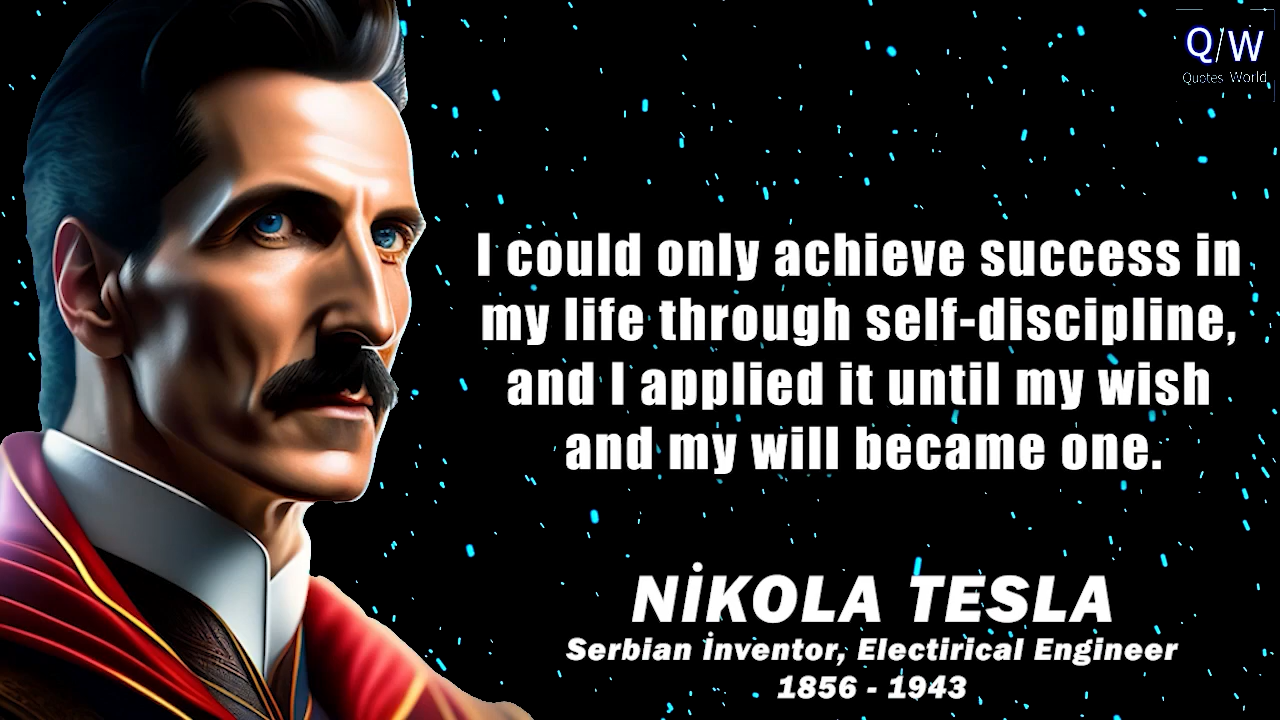 Q/W
Quotes World
I could only achieve success in
my life through self-discipline,
and I applied it until my wish
and my will became one.
NİKOLA TESLA
Serbian İnventor, Electirical Engineer
1856 - 1943